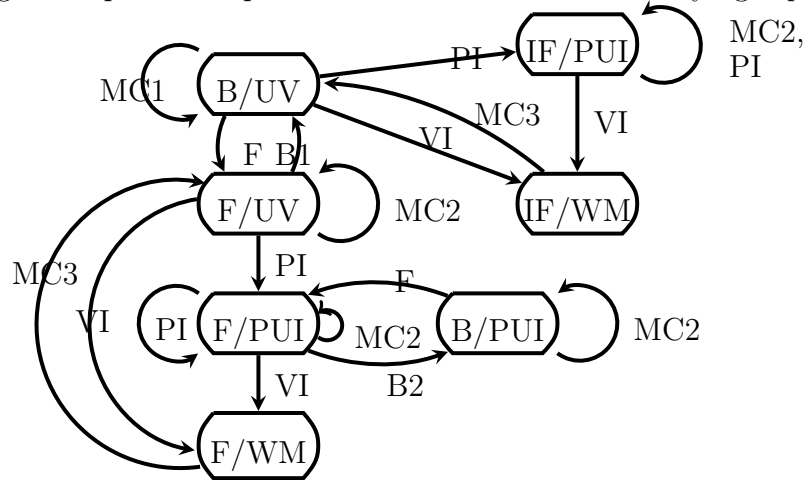 IF/PUI
MC2,
PI
PI
B/UV
MC1
MC3
VI
VI
F
B1
F/UV
MC2
IF/WM
PI
MC3
VI
F
PI
F/PUI
MC2
B/PUI
MC2
VI
B2
F/WM